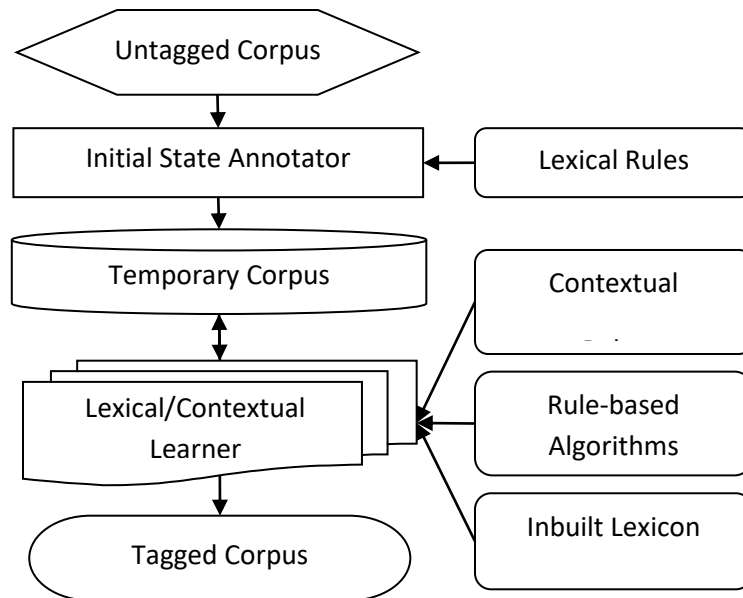 Untagged Corpus
Initial State Annotator
Lexical Rules
Temporary Corpus
Contextual
Lexical/Contextual
Learner
Rule-based
Algorithms
Inbuilt Lexicon
Tagged Corpus